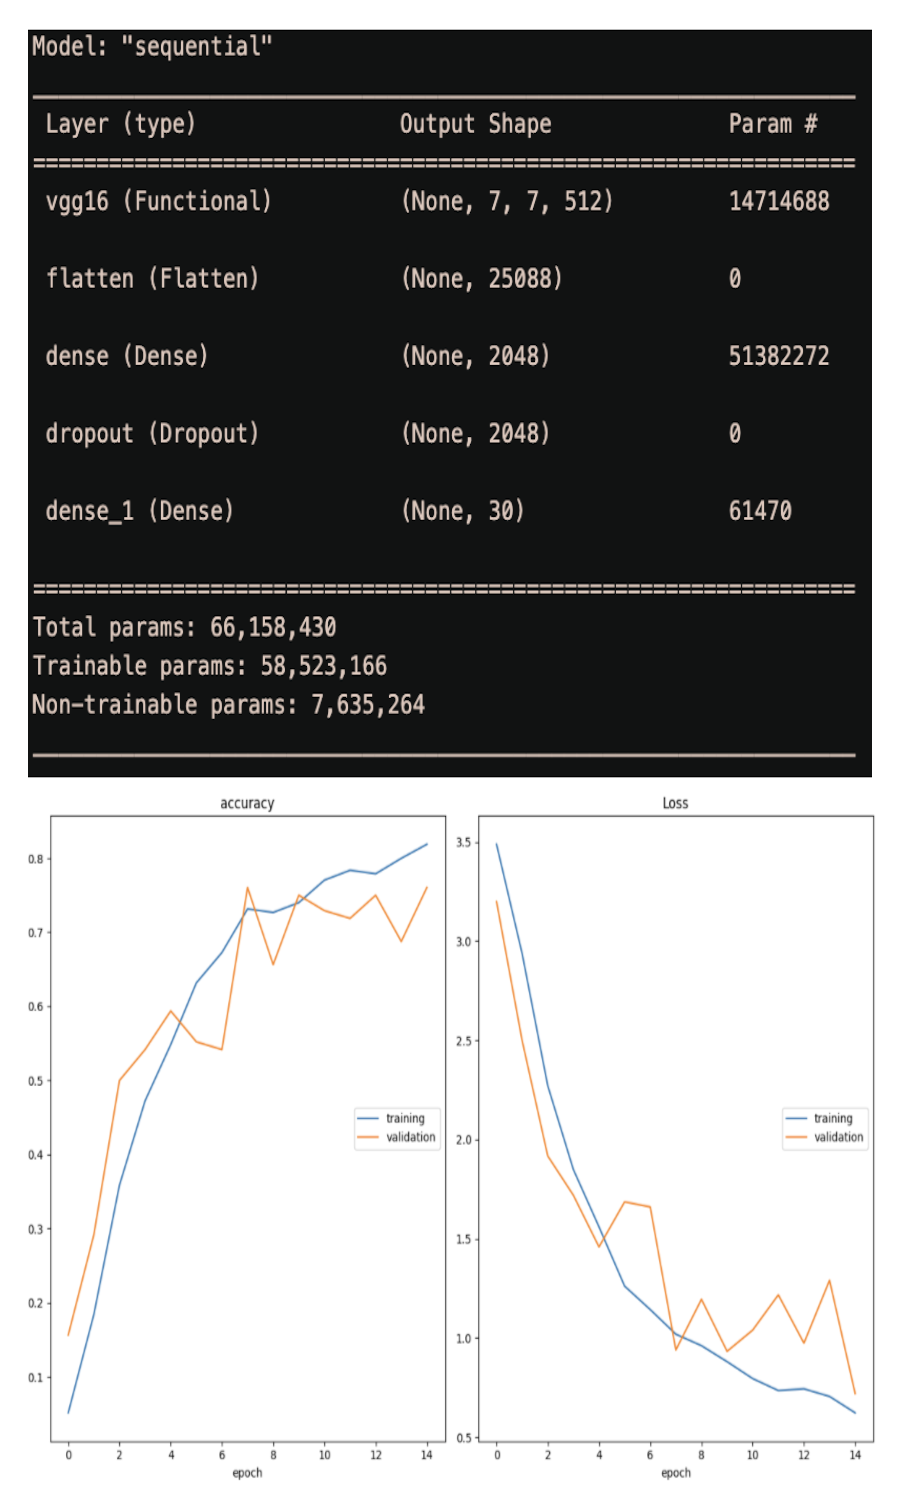 Model: "sequential"
Layer (type) Output Shape Param #
=================================================================
vgg16 (Functional) (None, 7, 7, 512) 14714688
flatten (Flatten) (None, 25088) 0
dense (Dense) (None, 2048) 51382272
dropout (Dropout) (None, 2048) 0
dense_1 (Dense) (None, 30) 61470
=================================================================
Total params: 66,158,430
Trainable params: 58,523,166
Non-trainable params: 7,635,264
accuracy
0.8
0.7
0.6
0.5
0.4
0.3
0.2
0.1
training
validation
0 2 4 6 8 10 12 14
epoch
Loss
3.5
3.0
2.5
2.0
1.5
1.0
0.5
training
validation
0 2 4 6 8 10 12 14
epoch